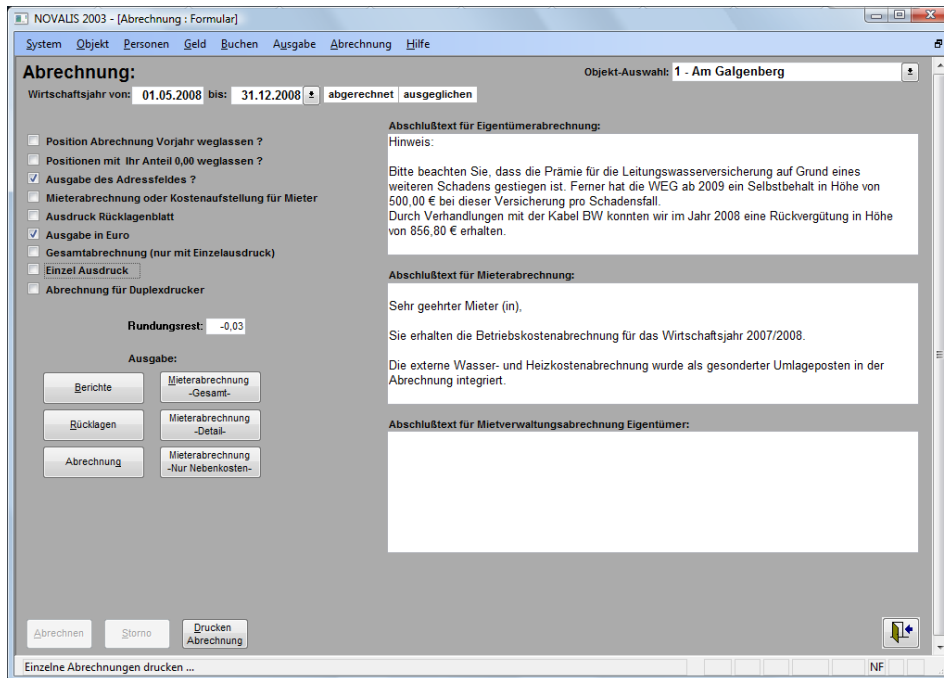 NOVALIS 2003 - [Abrechnung : Formular]
System Objekt Personen Geld Buchen Ausgabe Abrechnung Hilfe
Abrechnung:
Objekt-Auswahl: 1 - Am Galgenberg
Wirtschaftsjahr von: 01.05.2008 bis: 31.12.2008 abgerechnet ausgeglichen
Position Abrechnung Vorjahr weglassen ?
Positionen mit Ihr Anteil 0,00 weglassen ?
Ausgabe des Adressfeldes ?
Mieterabrechnung oder Kostenaufstellung für Mieter
Ausdruck Rücklagenblatt
Ausgabe in Euro
Gesamtabrechnung (nur mit Einzelausdruck)
Einzel Ausdruck
Abrechnung für Duplexdrucker
Rundungsrest: -0,03
Ausgabe:
Berichte
Mieterabrechnung
-Gesamt-
Rücklagen
Mieterabrechnung
-Detail-
Abrechnung
Mieterabrechnung
-Nur Nebenkosten-
Abschlußtext für Eigentümerabrechnung:
Hinweis:
Bitte beachten Sie, dass die Prämie für die Leitungswasserversicherung auf Grund eines
weiteren Schadens gestiegen ist. Ferner hat die WEG ab 2009 ein Selbstbehalt in Höhe von
500,00 € bei dieser Versicherung pro Schadensfall.
Durch Verhandlungen mit der Kabel BW konnten wir im Jahr 2008 eine Rückvergütung in Höhe
von 856,80 € erhalten.
Abschlußtext für Mieterabrechnung:
Sehr geehrter Mieter (in),
Sie erhalten die Betriebskostenabrechnung für das Wirtschaftsjahr 2007/2008.
Die externe Wasser- und Heizkostenabrechnung wurde als gesonderter Umlageposten in der
Abrechnung integriert.
Abschlußtext für Mietverwaltungsabrechnung Eigentümer:
Abrechnen
Storno
Drucken
Abrechnung
Einzelne Abrechnungen drucken ...
NF